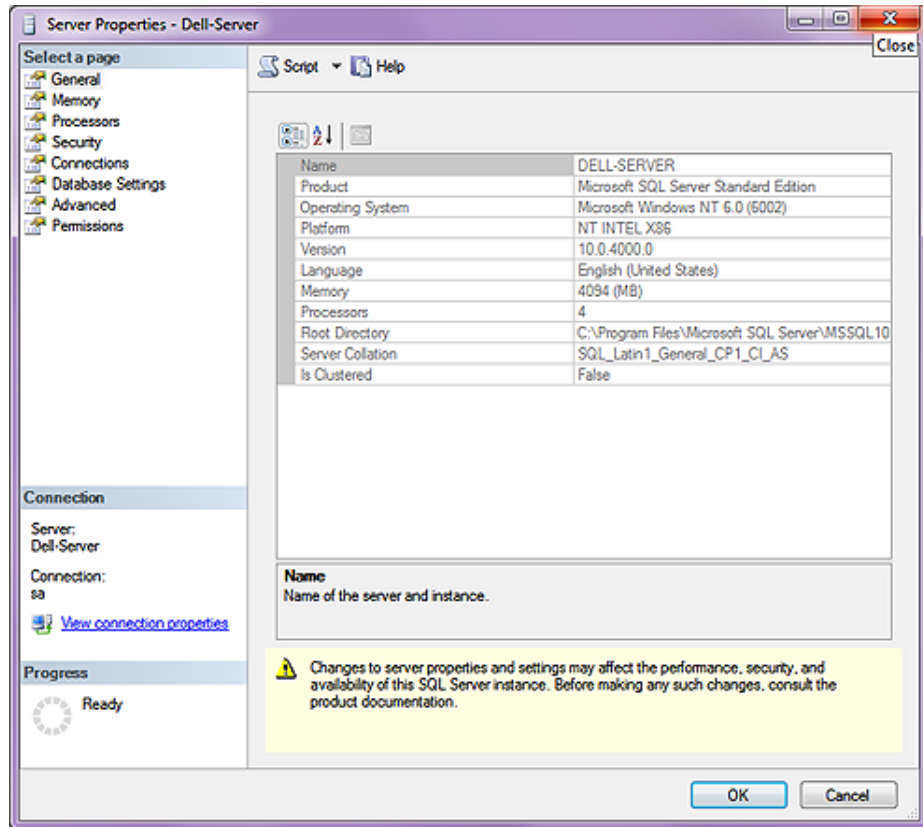 Server Properties - Dell-Server
Close
Select a page
General
Memory
Processors
Security
Connections
Database Settings
Advanced
Permissions
Script Help
Name DELL-SERVER
Product Microsoft SQL Server Standard Edition
Operating System Microsoft Windows NT 6.0 (6002)
Platform NT INTEL X86
Version 10.0.4000.0
Language English (United States)
Memory 4094 (MB)
Processors 4
Root Directory C:\Program Files\Microsoft SQL Server\MSSQL10
Server Collation SQL_Latin1_General_CP1_CI_AS
Is Clustered False
Connection
Server:
Dell-Server
Connection:
sa
View connection properties
Name
Name of the server and instance.
Progress
Ready
Changes to server properties and settings may affect the performance, security, and
availability of this SQL Server instance. Before making any such changes, consult the
product documentation.
OK Cancel